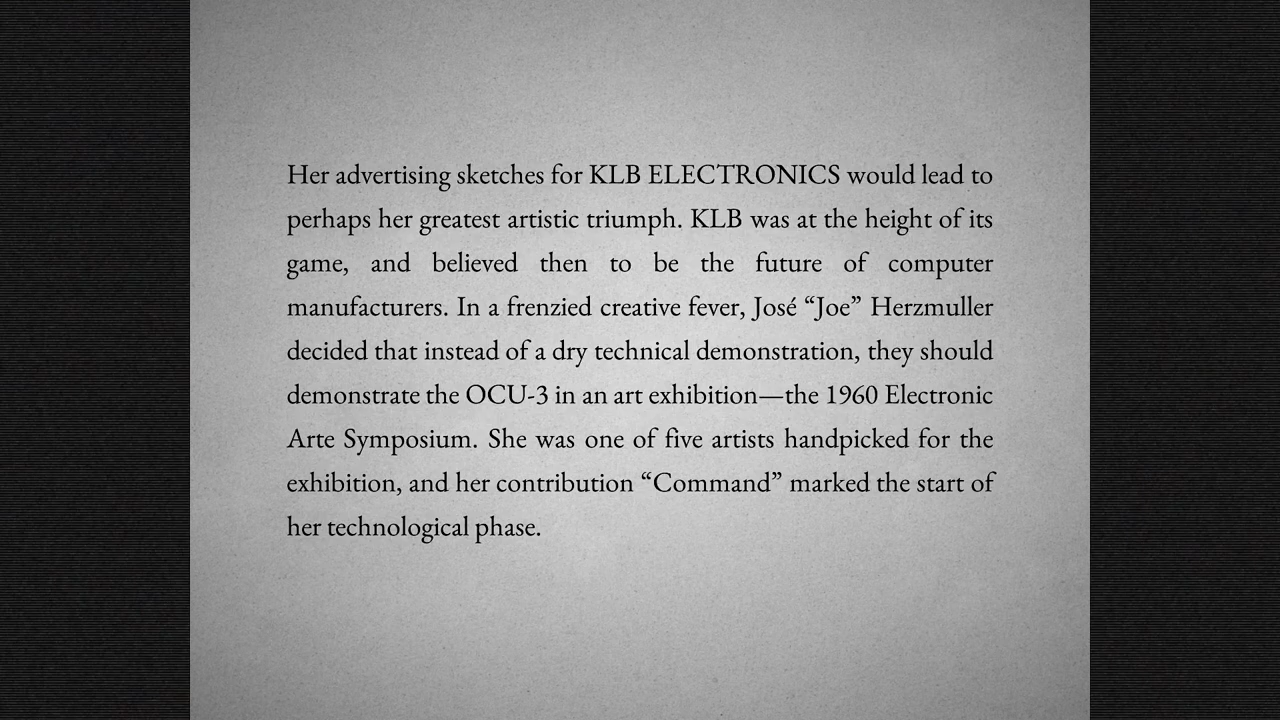 Her advertising sketches for KLB ELECTRONICS would lead to
perhaps her greatest artistic triumph. KLB was at the height of its
game, and believed then to be the future of computer
manufacturers. In a frenzied creative fever, José “Joe” Herzmuller
decided that instead of a dry technical demonstration, they should
demonstrate the OCU-3 in an art exhibition—the 1960 Electronic
Arte Symposium. She was one of five artists handpicked for the
exhibition, and her contribution “Command” marked the start of
her technological phase.